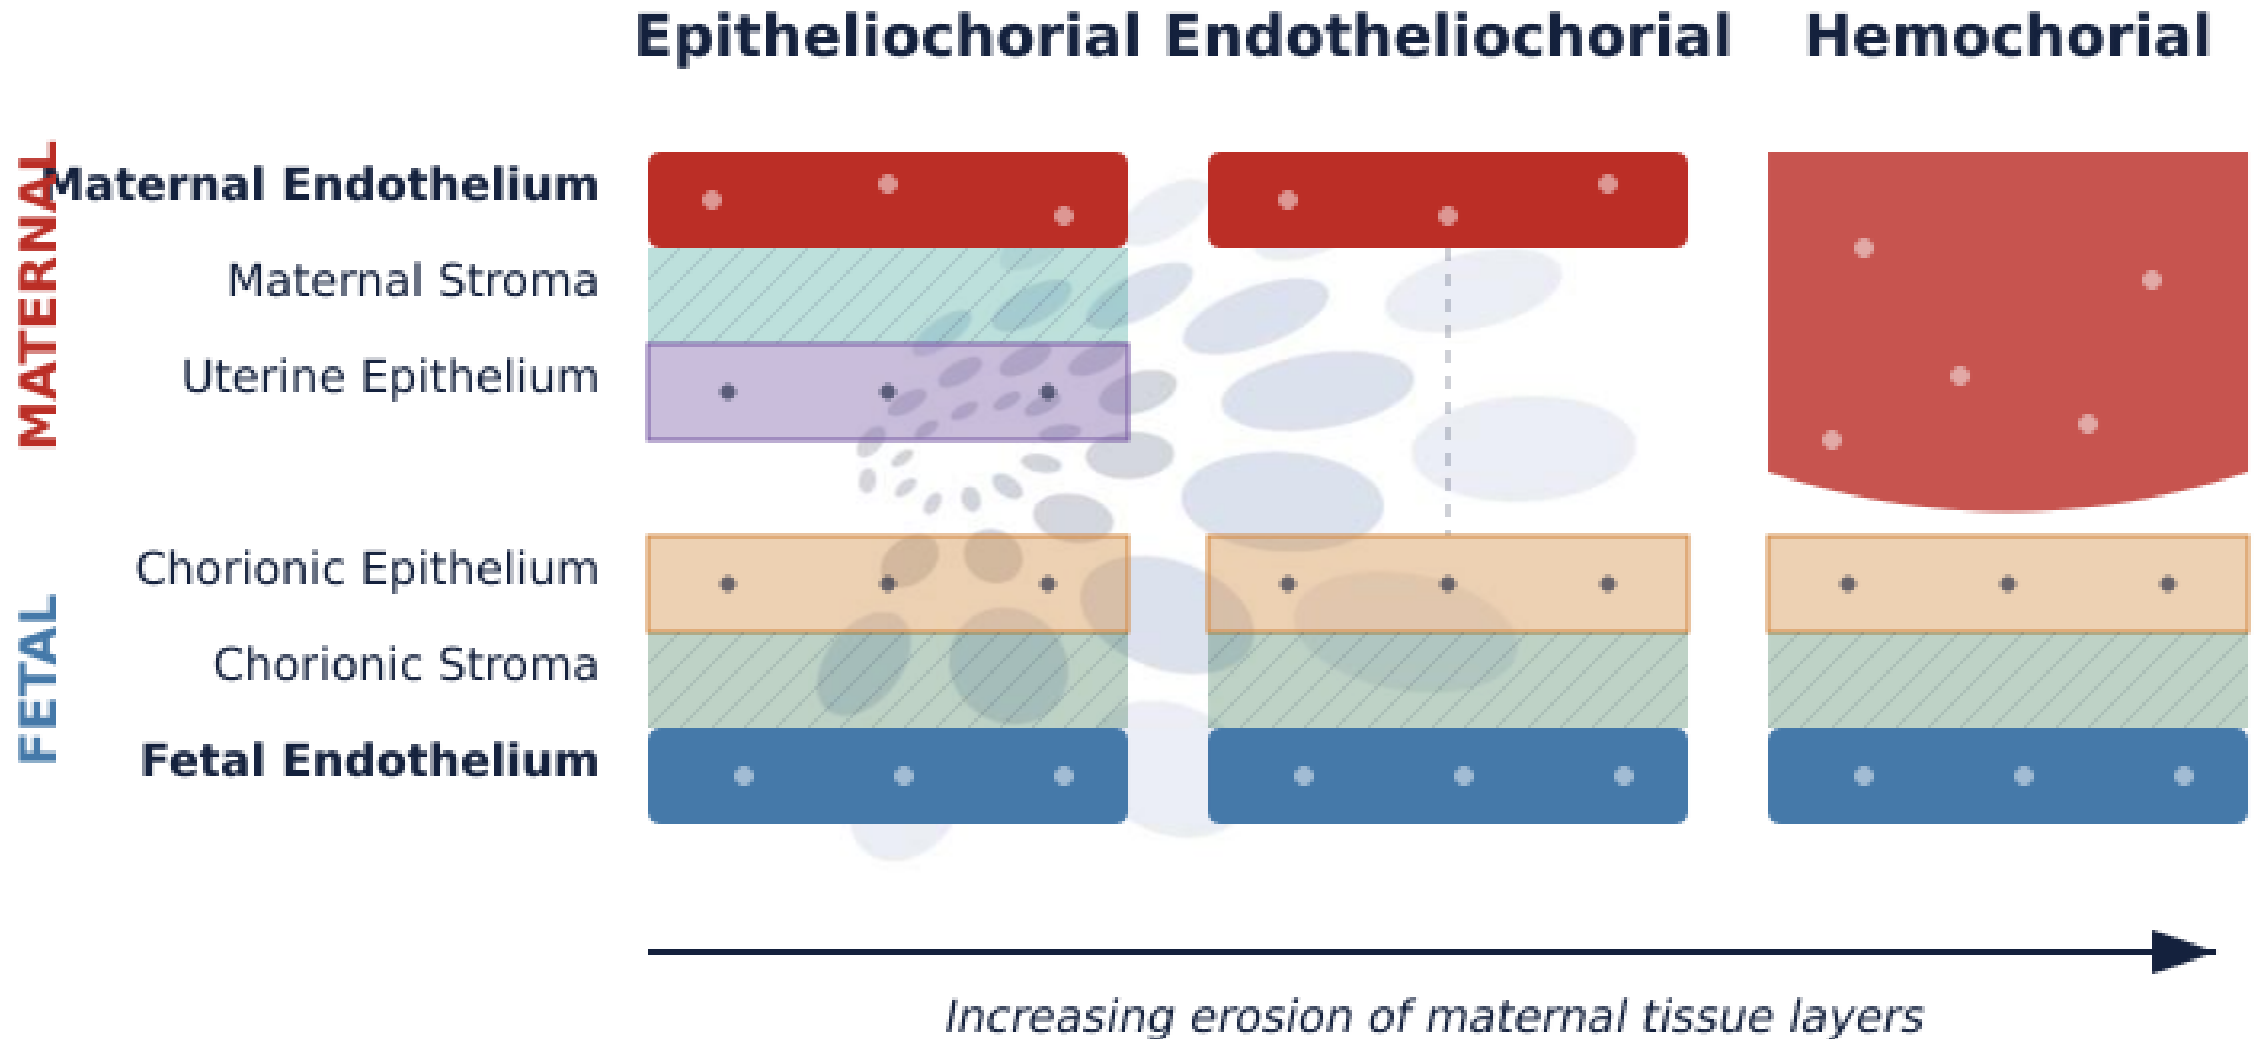 Epitheliochorial Endotheliochorial Hemochorial
MATERNAL
Maternal Endothelium
Maternal Stroma
Uterine Epithelium
FETAL
Chorionic Epithelium
Chorionic Stroma
Fetal Endothelium
Increasing erosion of maternal tissue layers